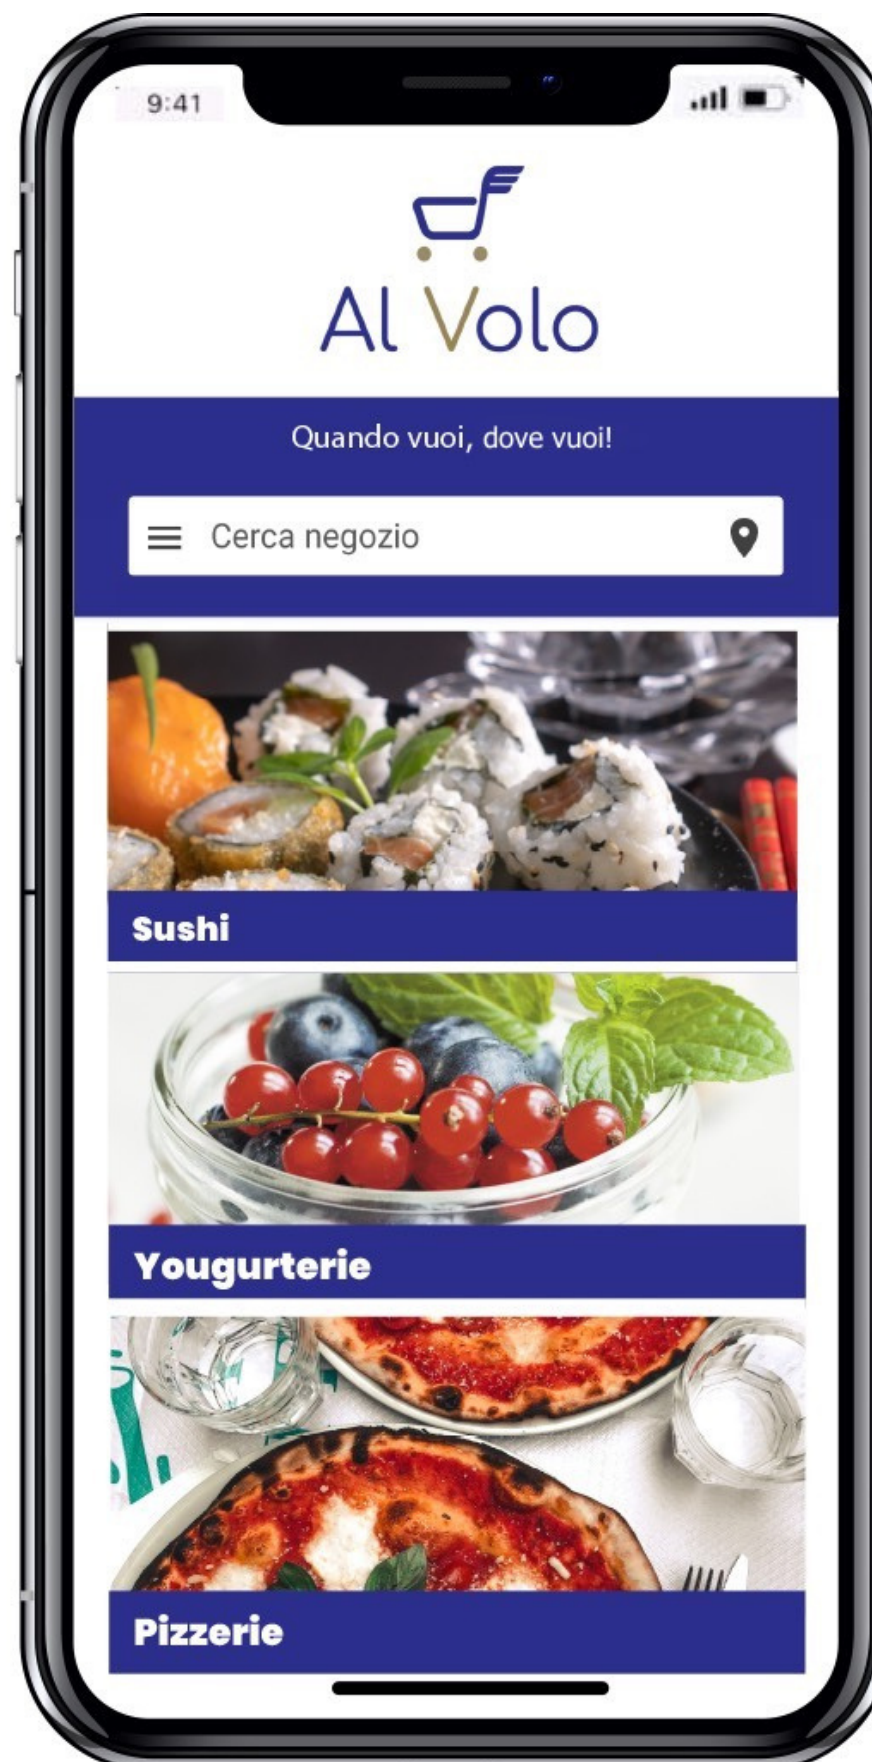 9:41
Al Volo
Quando vuoi, dove vuoi!
Cerca negozio
Sushi
Yougurterie
Pizzerie